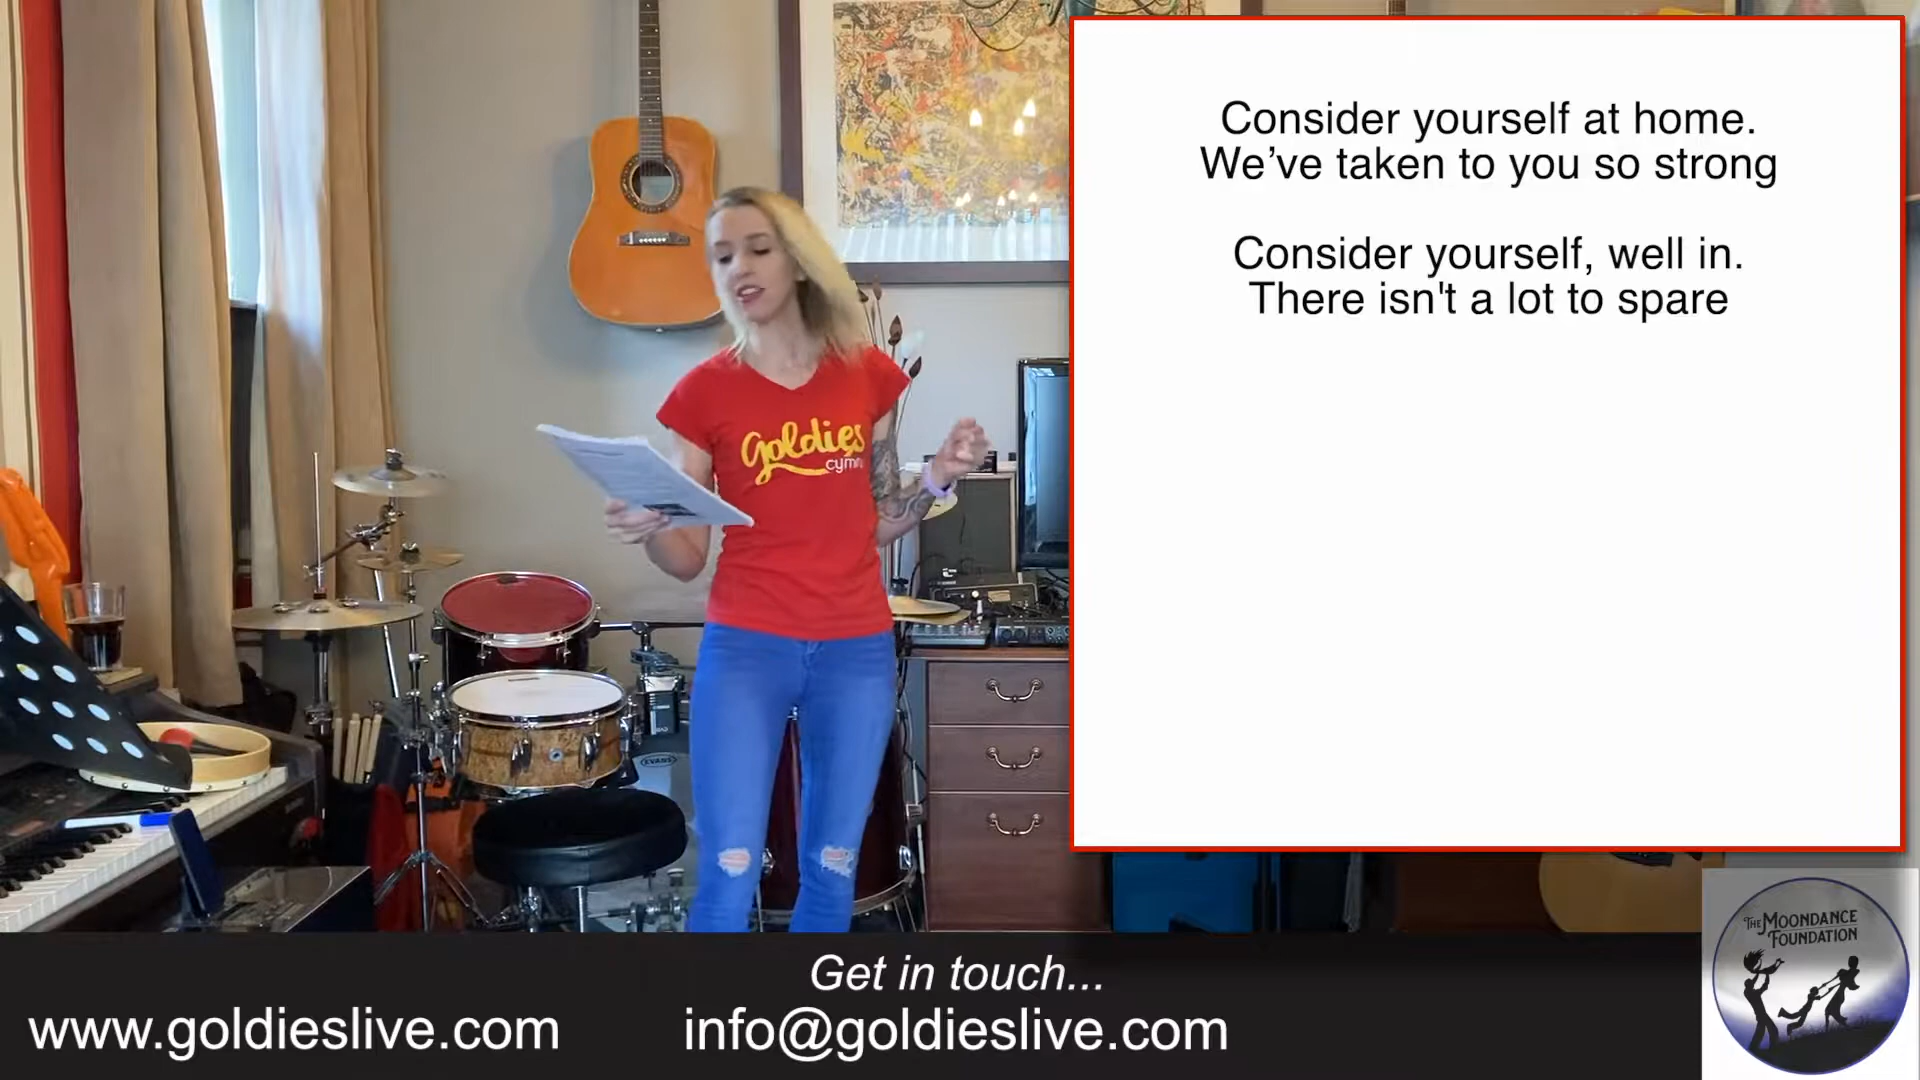 Consider yourself at home.
We’ve taken to you so strong
Consider yourself, well in.
There isn't a lot to spare
Goldies
cymru
EVANS
Get in touch...
www.goldieslive.com
info@goldieslive.com
THE MOONDANCE
FOUNDATION